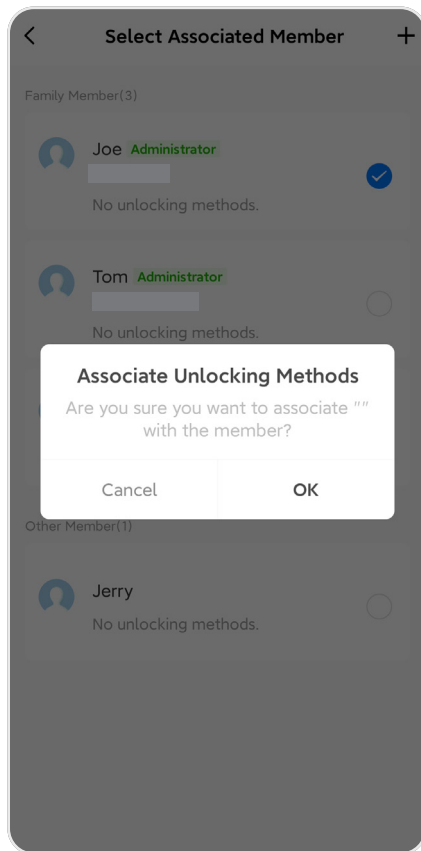 Select Associated Member
Family Member(3)
Joe Administrator
No unlocking methods.
Tom Administrator
No unlocking methods.
Associate Unlocking Methods
Are you sure you want to associate ""
with the member?
Cancel OK
Other Member(1)
Jerry
No unlocking methods.